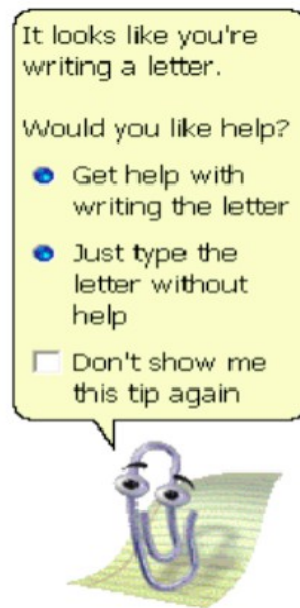 It looks like you're
writing a letter.
Would you like help?
Get help with
writing the letter
Just type the
letter without
help
Don't show me
this tip again